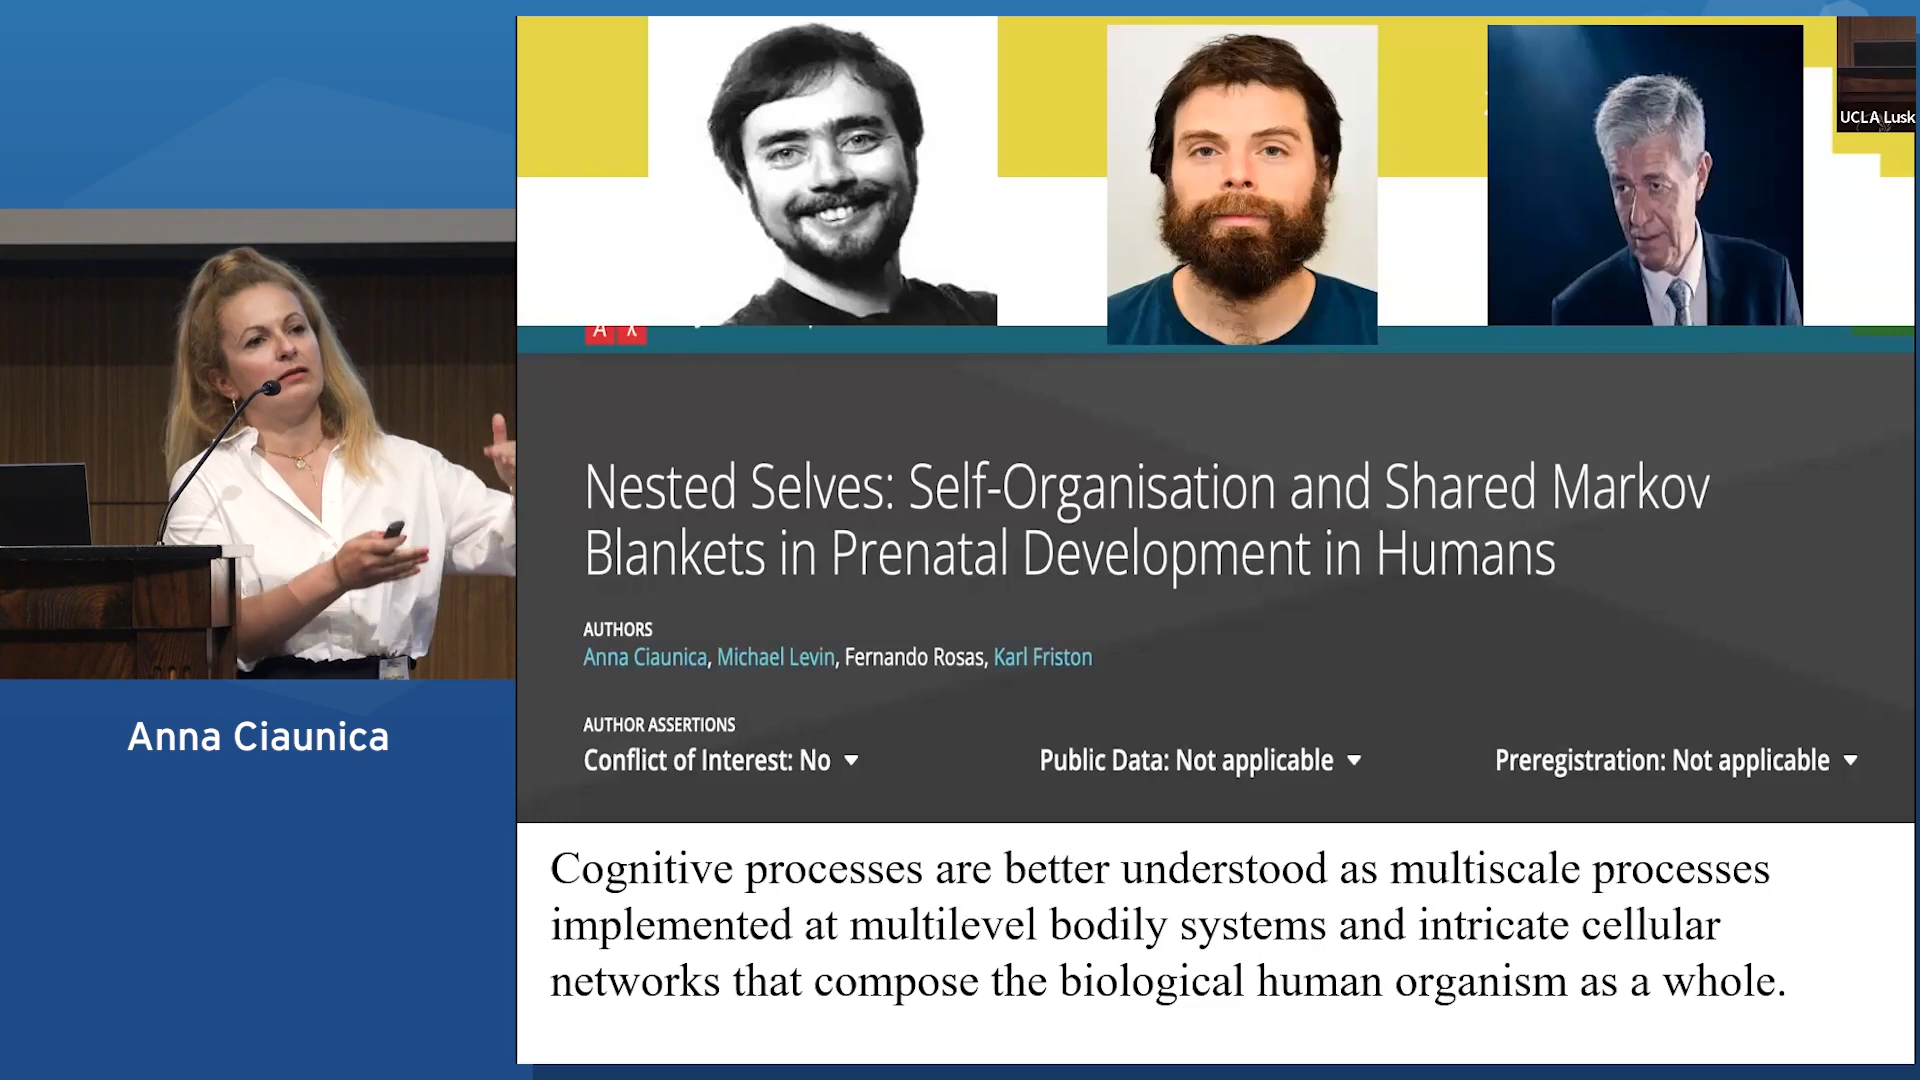 UCLA Lusk
Nested Selves: Self-Organisation and Shared Markov
Blankets in Prenatal Development in Humans
AUTHORS
Anna Ciaunica, Michael Levin, Fernando Rosas, Karl Friston
AUTHOR ASSERTIONS
Conflict of Interest: No
Public Data: Not applicable
Preregistration: Not applicable
Cognitive processes are better understood as multiscale processes
implemented at multilevel bodily systems and intricate cellular
networks that compose the biological human organism as a whole.
Anna Ciaunica